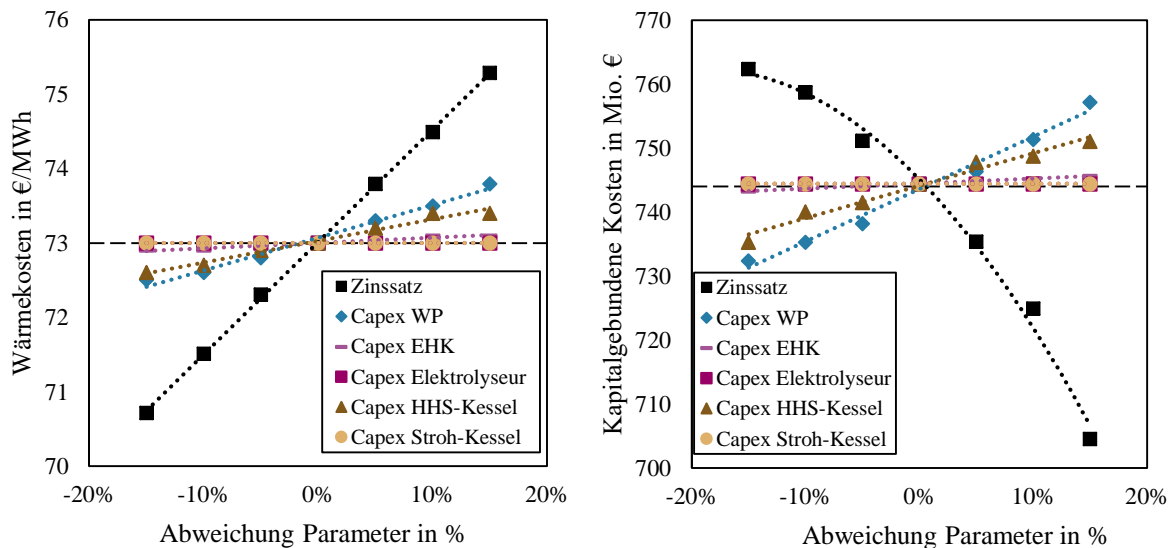 Wärmekosten in €/MWh
76
75
74
73
72
71
70
-20%
-10%
0%
10%
20%
Abweichung Parameter in %
Zinssatz
Capex WP
Capex EHK
Capex Elektrolyseur
Capex HHS-Kessel
Capex Stroh-Kessel
Kapitalgebundene Kosten in Mio. €
770
760
750
740
730
720
710
700
-20%
-10%
0%
10%
20%
Abweichung Parameter in %
Zinssatz
Capex WP
Capex EHK
Capex Elektrolyseur
Capex HHS-Kessel
Capex Stroh-Kessel